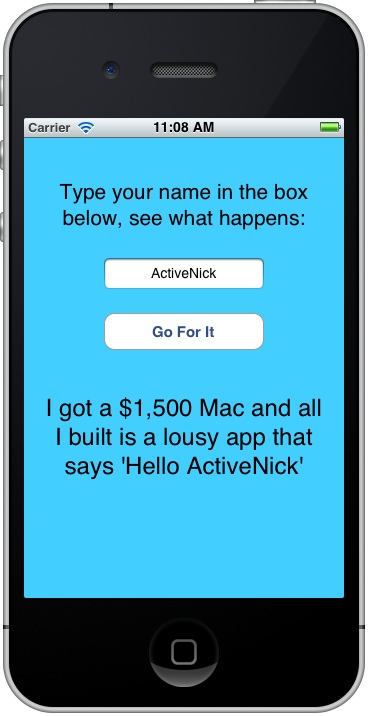 Carrier 11:08 AM
Type your name in the box
below, see what happens:
ActiveNick
Go For It
I got a $1,500 Mac and all
I built is a lousy app that
says 'Hello ActiveNick'